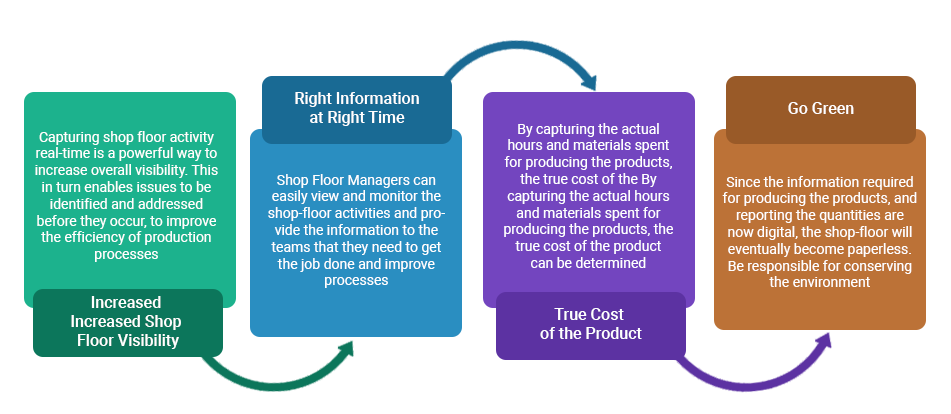 Capturing shop floor activity
real-time is a powerful way to
increase overall visibility. This
in turn enables issues to be
identified and addressed
before they occur, to improve
the efficiency of production
processes
Increased
Increased Shop
Floor Visibility
Right Information
at Right Time
Shop Floor Managers can
easily view and monitor the
shop-floor activities and pro-
vide the information to the
teams that they need to get
the job done and improve
processes
By capturing the actual
hours and materials spent
for producing the products,
the true cost of the By
capturing the actual hours
and materials spent for
producing the products, the
true cost of the product
can be determined
True Cost
of the Product
Go Green
Since the information required
for producing the products, and
reporting the quantities are
now digital, the shop-floor will
eventually become paperless.
Be responsible for conserving
the environment